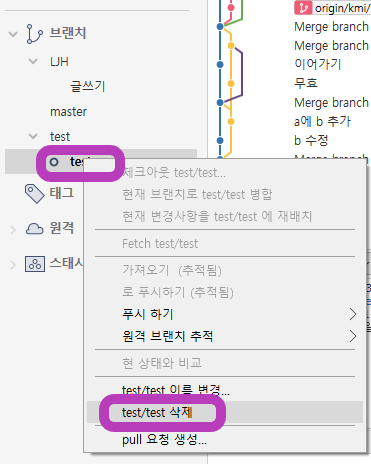 origin/kmi/
브랜치
Merge branch
LJH
Merge branch
이어가기
글쓰기
무효
master
Merge branch
a에 b 추가
test
b 수정
test
체크아웃 test/test...
현재 브랜치로 test/test 병합
태그
현재 변경사항을 test/test 에 재배치
원격
Fetch test/test
스태시
가져오기 (추적됨)
로 푸시하기 (추적됨)
푸시 하기
원격 브랜치 추적
현 상태와 비교
test/test 이름 변경...
test/test 삭제
pull 요청 생성...